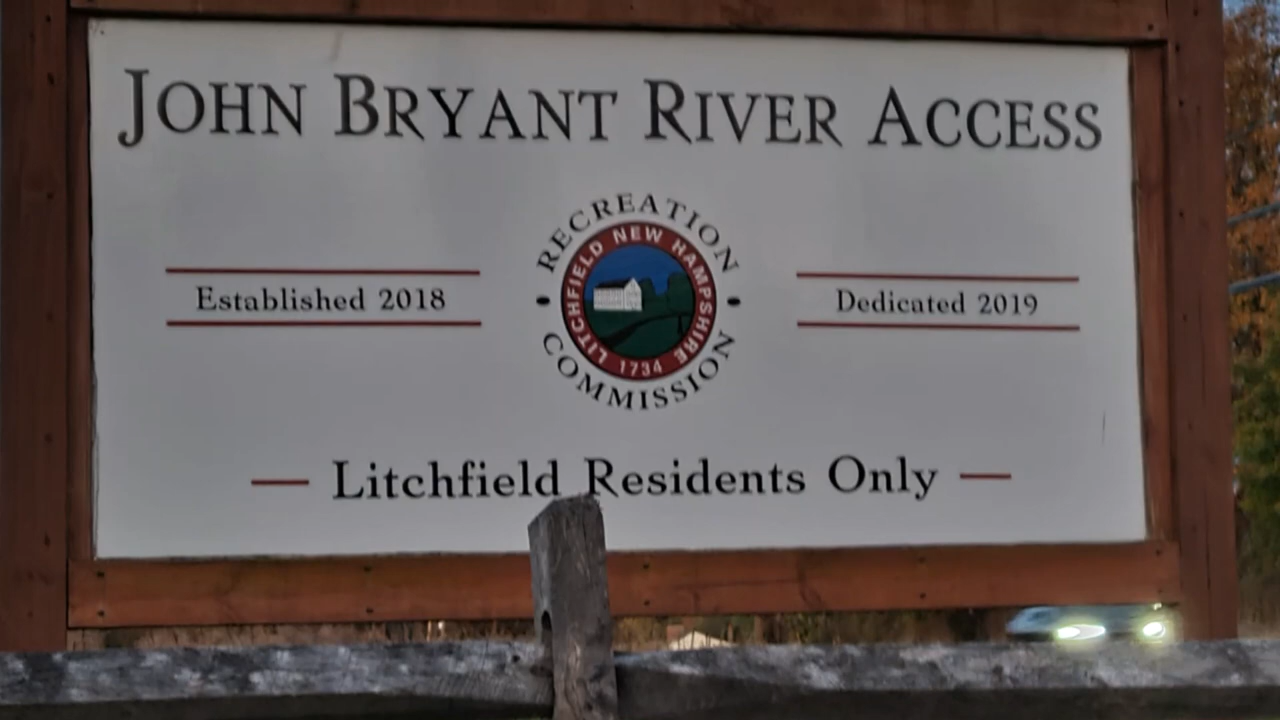 JOHN BRYANT RIVER ACCESS
RECREATION
LITCHFIELD NEW HAMPSHIRE
1734
COMMISSION
Established 2018
Dedicated 2019
Litchfield Residents Only